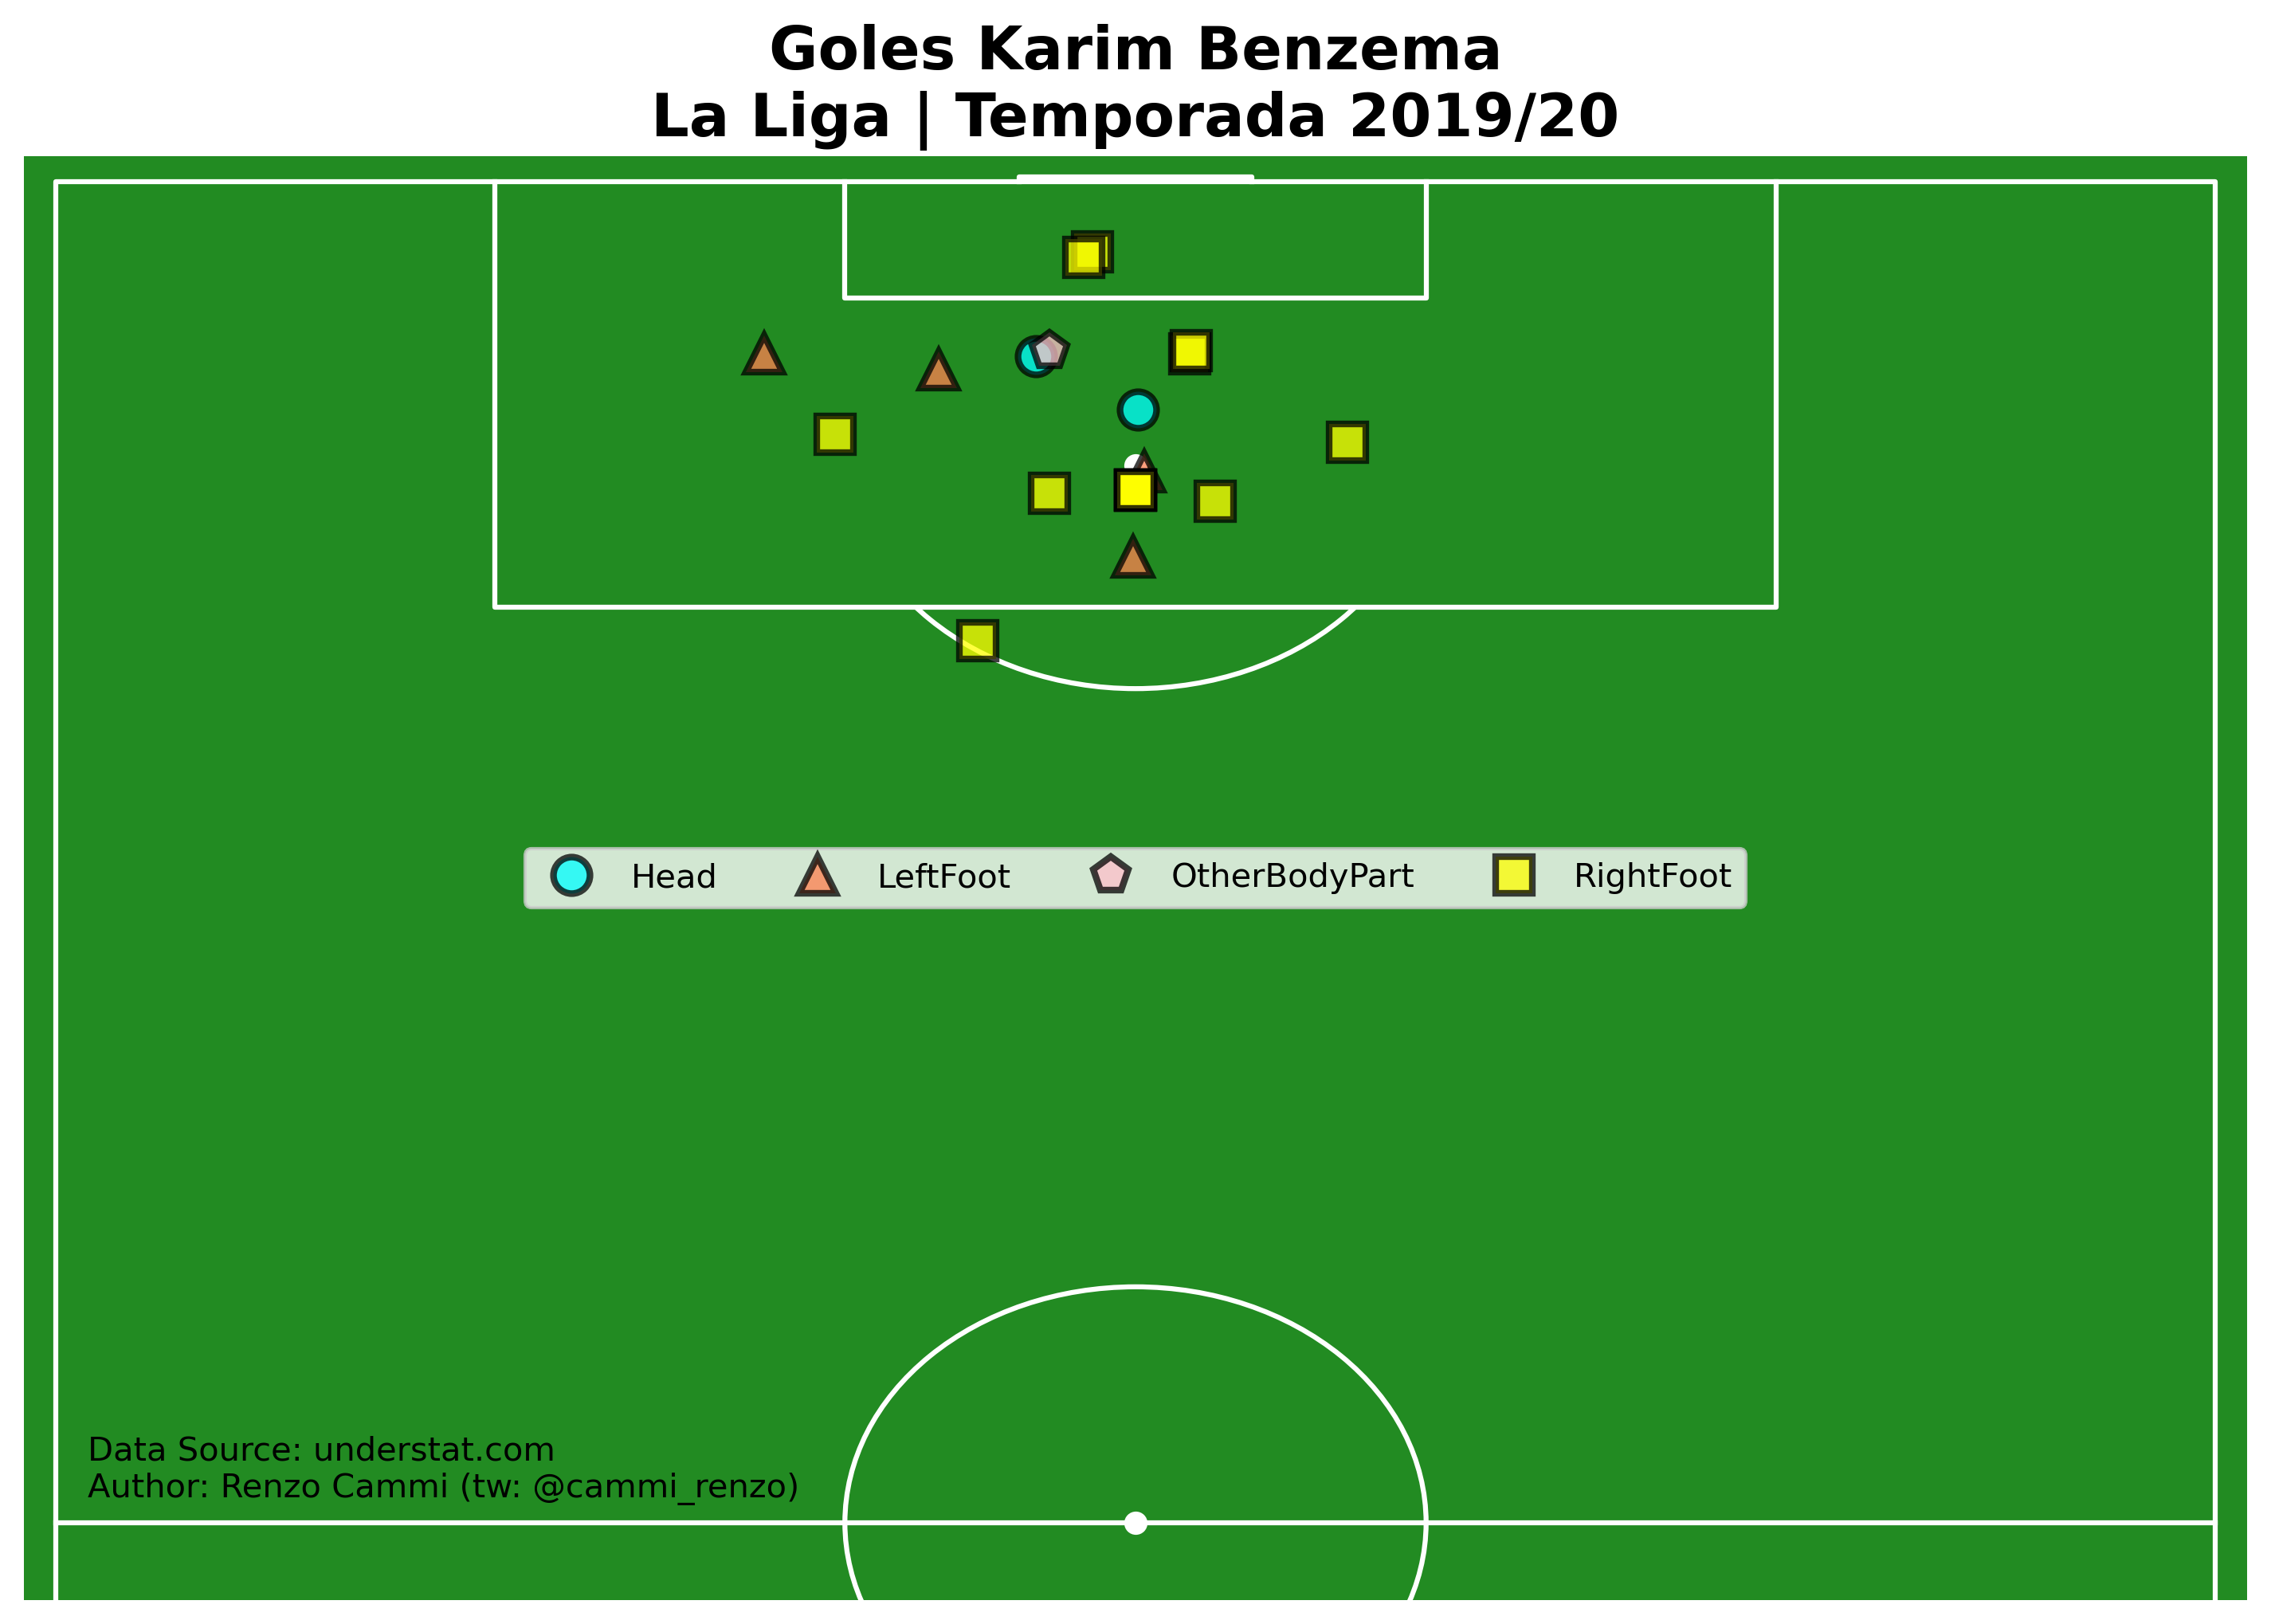 Goles Karim Benzema
La Liga | Temporada 2019/20
Head LeftFoot OtherBodyPart RightFoot
Data Source: understat.com
Author: Renzo Cammi (tw: @cammi_renzo)